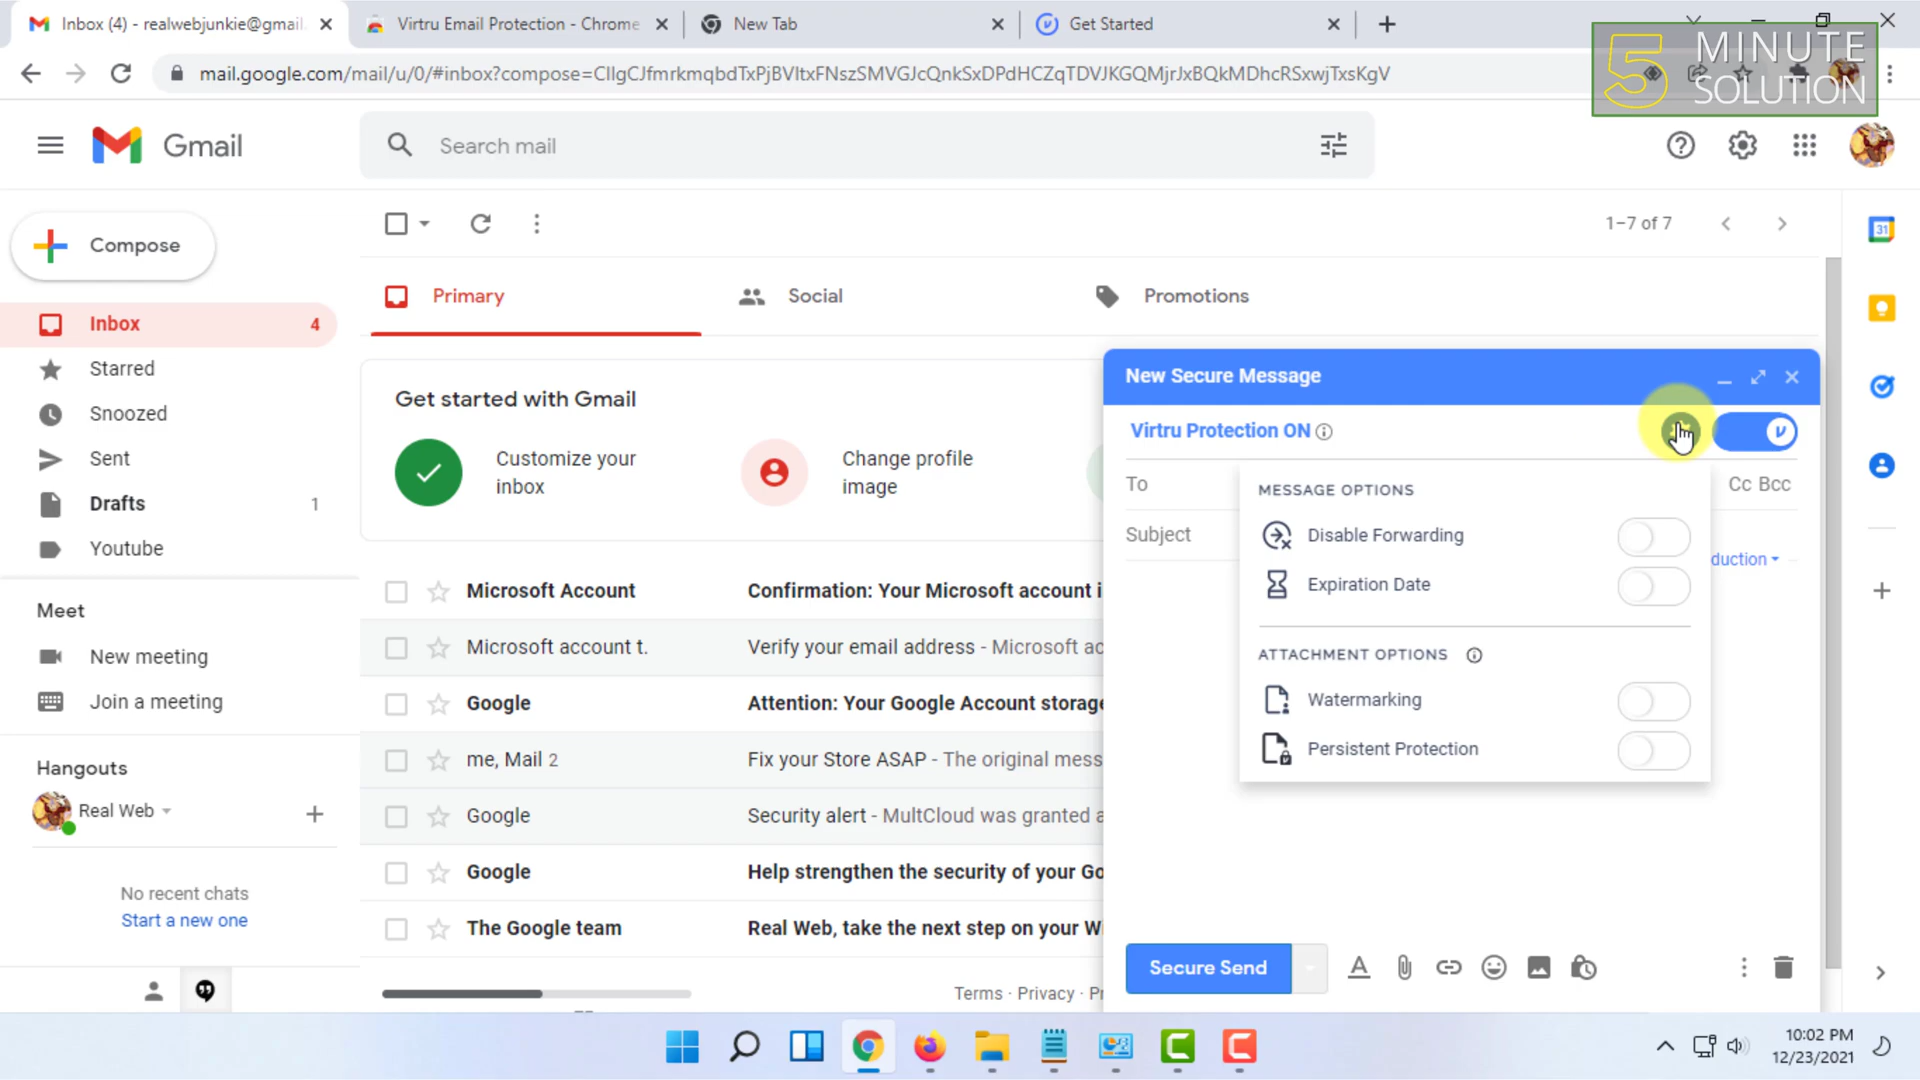 Inbox (4) - realwebjunkie@gmail.
Virtru Email Protection - Chrome
New Tab
Get Started
5 MINUTE SOLUTION
mail.google.com/mail/u/0/#inbox?compose=CllgCJfmrkmqbdTxPjBVltxFNszSMVGJcQnkSxDPdHCZqTDVJKGQMjrJxBQkMDhcRSxwjTxsKgV
Gmail
Search mail
Compose
1–7 of 7
31
Primary
Social
Promotions
Inbox 4
Starred
Snoozed
Sent
Drafts 1
Youtube
Meet
New meeting
Join a meeting
Hangouts
Real Web
No recent chats
Start a new one
Get started with Gmail
Customize your
inbox
Change profile
image
Microsoft Account Confirmation: Your Microsoft account i
Microsoft account t. Verify your email address - Microsoft ac
Google Attention: Your Google Account storage
me, Mail 2 Fix your Store ASAP - The original mess
Google Security alert - MultCloud was granted a
Google Help strengthen the security of your Go
The Google team Real Web, take the next step on your Wi
Terms · Privacy · Pr
New Secure Message
Virtru Protection ON
To
Cc Bcc
Subject
duction
MESSAGE OPTIONS
Disable Forwarding
Expiration Date
ATTACHMENT OPTIONS
Watermarking
Persistent Protection
Secure Send
10:02 PM
12/23/2021